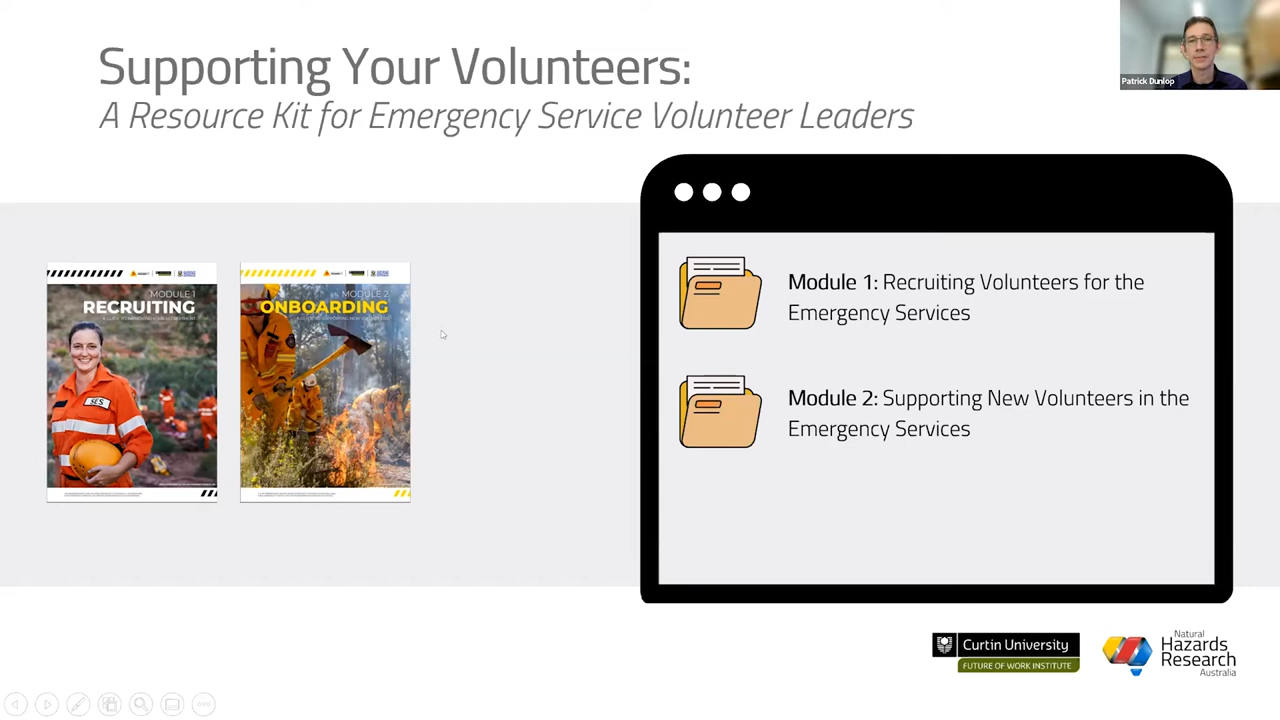 Supporting Your Volunteers:
A Resource Kit for Emergency Service Volunteer Leaders
Patrick Dunlop
MODULE 1
RECRUITING
SES
MODULE 2
ONBOARDING
Module 1: Recruiting Volunteers for the
Emergency Services
Module 2: Supporting New Volunteers in the
Emergency Services
Curtin University
FUTURE OF WORK INSTITUTE
Natural
Hazards
Research
Australia